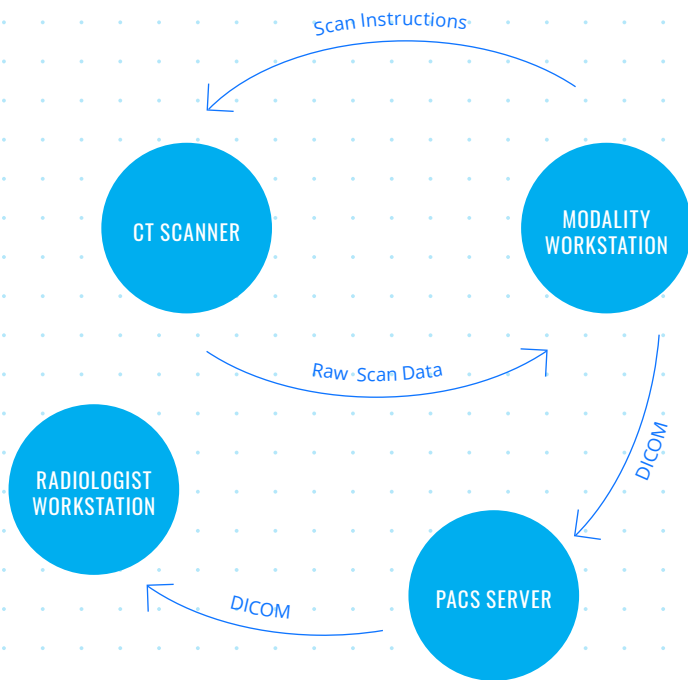 Scan Instructions
CT SCANNER
MODALITY
WORKSTATION
Raw Scan Data
DICOM
RADIOLOGIST
WORKSTATION
PACS SERVER
DICOM